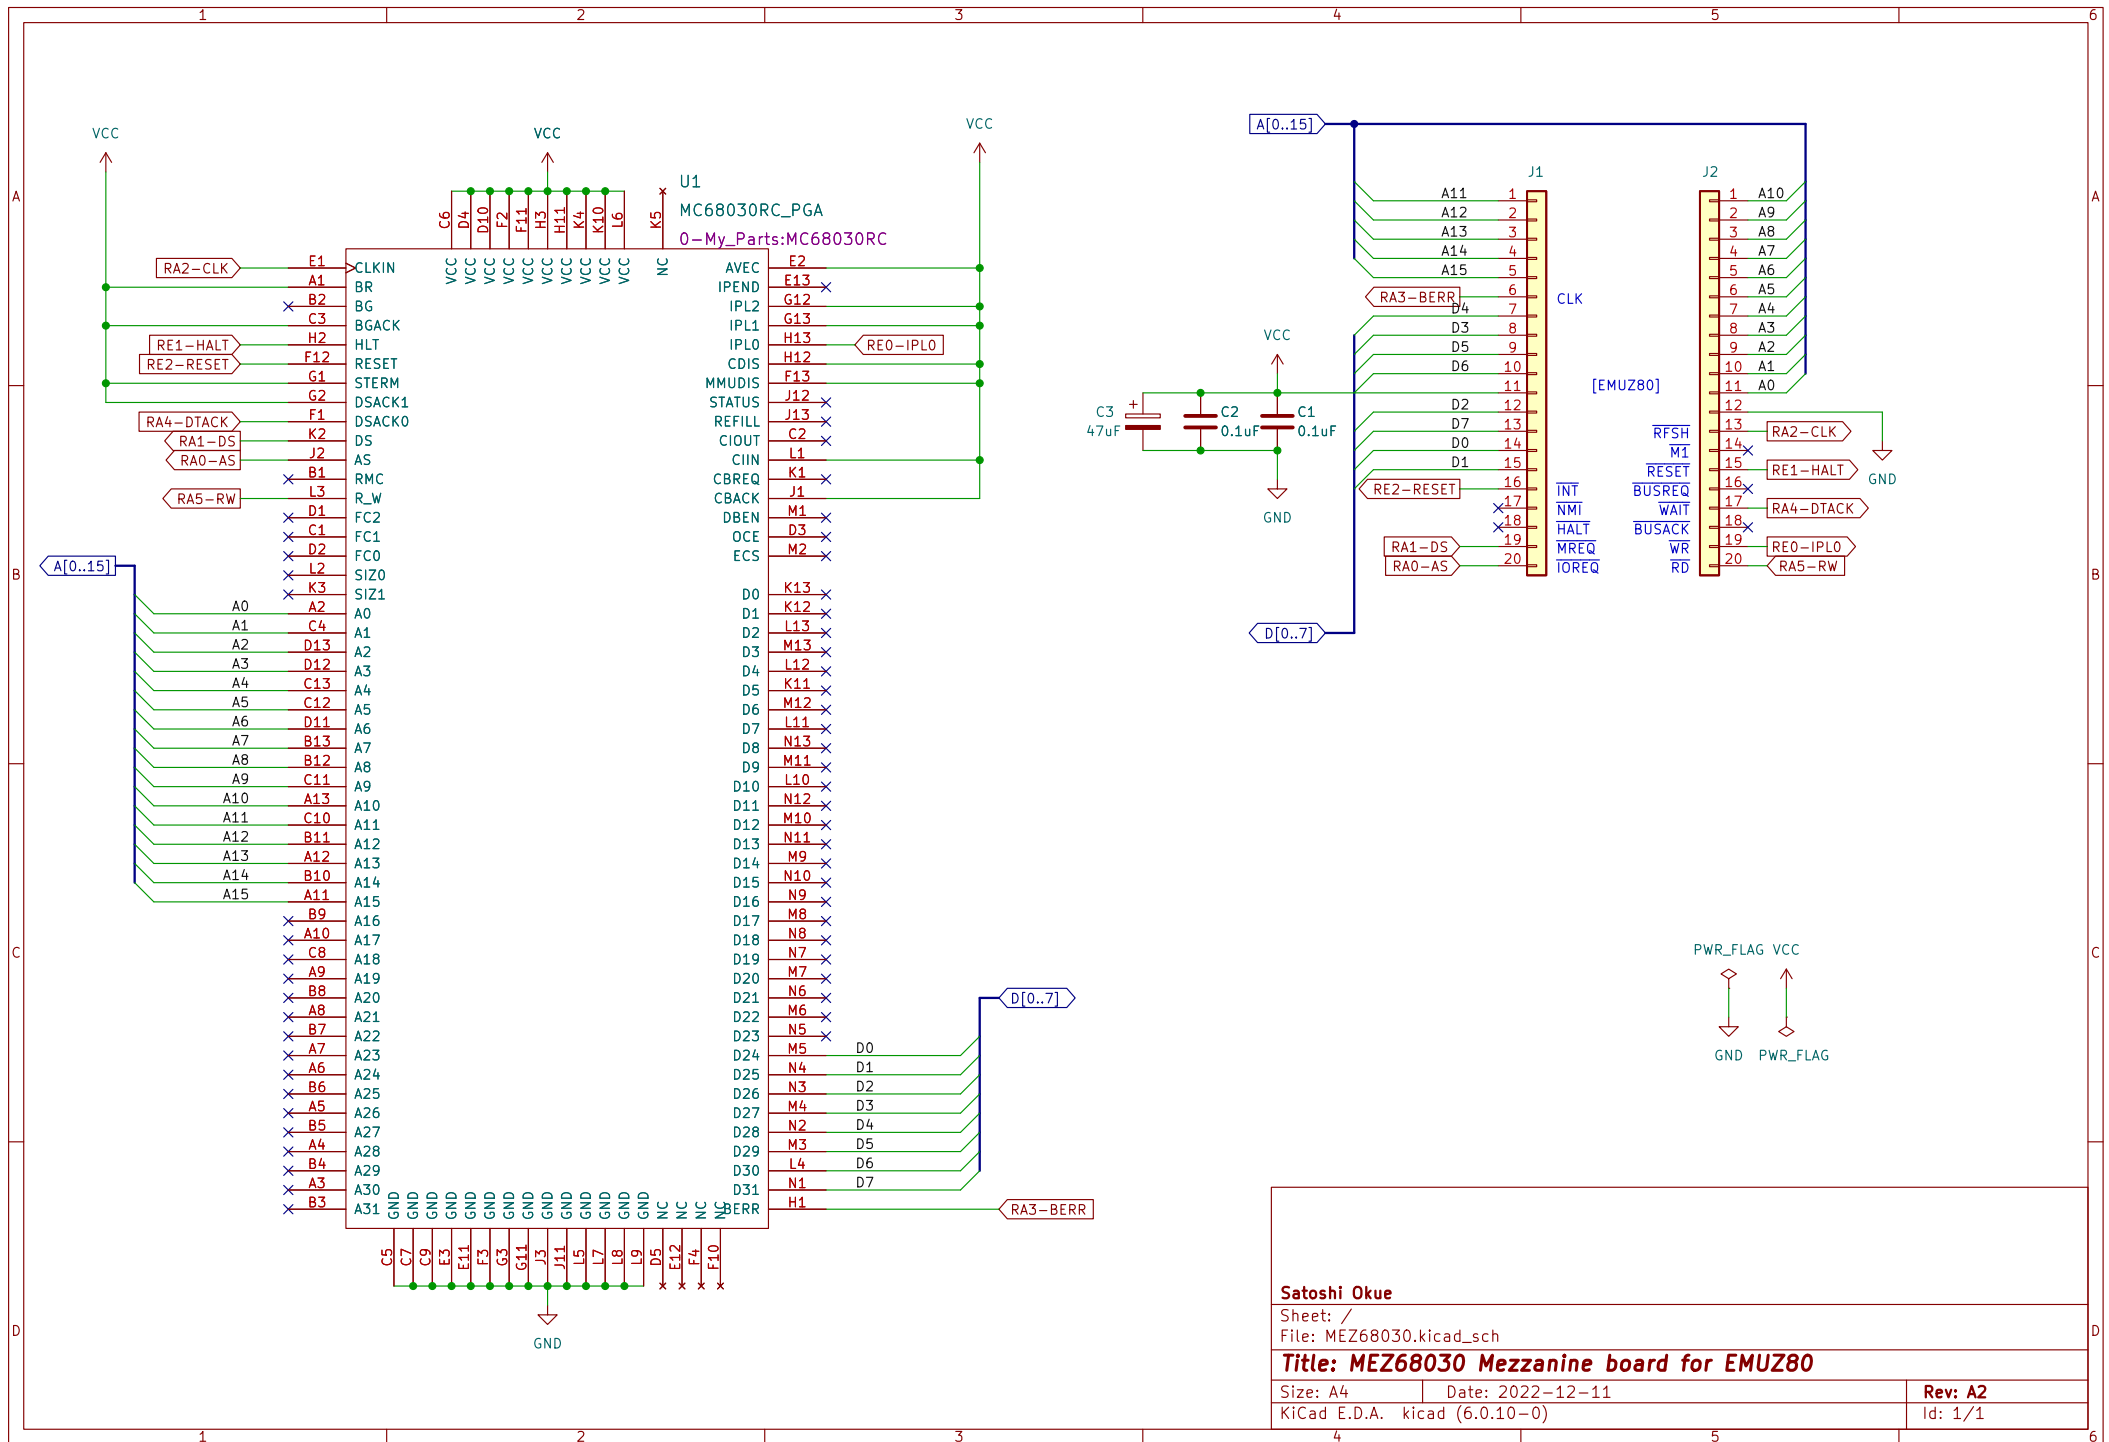 1 2 3 4 5 6
A
B
C
D
VCC
VCC
VCC
U1
MC68030RC_PGA
0-My_Parts:MC68030RC
C6 D4 D10 F2 F11 H3 H11 K4 K10 L6 K5
VCC VCC VCC VCC VCC VCC VCC VCC VCC VCC NC
RA2-CLK E1 CLKIN
A1 BR
B2 BG
C3 BGACK
RE1-HALT H2 HLT
RE2-RESET F12 RESET
G1 STERM
G2 DSACK1
RA4-DTACK F1 DSACK0
RA1-DS K2 DS
RA0-AS J2 AS
B1 RMC
RA5-RW L3 R_W
D1 FC2
C1 FC1
D2 FC0
L2 SIZ0
K3 SIZ1
A[0..15]
A0 A2 A0
A1 C4 A1
A2 D13 A2
A3 D12 A3
A4 C13 A4
A5 C12 A5
A6 D11 A6
A7 B13 A7
A8 B12 A8
A9 C11 A9
A10 A13 A10
A11 C10 A11
A12 B11 A12
A13 A12 A13
A14 B10 A14
A15 A11 A15
B9 A16
A10 A17
C8 A18
A9 A19
B8 A20
A8 A21
B7 A22
A7 A23
A6 A24
B6 A25
A5 A26
B5 A27
A4 A28
B4 A29
A3 A30
B3 A31
AVEC E2
IPEND E13
IPL2 G12
IPL1 G13
IPL0 H13 RE0-IPL0
CDIS H12
MMUDIS F13
STATUS J12
REFILL J13
CIOUT C2
CIIN L1
CBREQ K1
CBACK J1
DBEN M1
OCE D3
ECS M2
D0 K13
D1 K12
D2 L13
D3 M13
D4 L12
D5 K11
D6 M12
D7 L11
D8 N13
D9 M11
D10 L10
D11 N12
D12 M10
D13 N11
D14 M9
D15 N10
D16 N9
D17 M8
D18 N8
D19 N7
D20 M7
D21 N6
D22 M6
D23 N5
D[0..7]
D24 M5 D0
D25 N4 D1
D26 N3 D2
D27 M4 D3
D28 N2 D4
D29 M3 D5
D30 L4 D6
D31 N1 D7
BERR H1 RA3-BERR
GND GND GND GND GND GND GND GND GND GND GND GND GND GND NC NC NC NC
C5 C7 C9 E3 E11 F3 G3 G11 J3 J11 L5 L7 L8 L9 D5 E12 F4 F10
GND
A[0..15]
J1
A11 1
A12 2
A13 3
A14 4
A15 5
RA3-BERR 6 CLK
D4 7
D3 8
D5 9
D6 10
11
D2 12
D7 13
D0 14
D1 15
RE2-RESET 16 INT
17 NMI
18 HALT
RA1-DS 19 MREQ
RA0-AS 20 IOREQ
D[0..7]
[EMUZ80]
J2
1 A10
2 A9
3 A8
4 A7
5 A6
6 A5
7 A4
8 A3
9 A2
10 A1
11 A0
12
RFSH 13 RA2-CLK
M1 14
RESET 15 RE1-HALT
BUSREQ 16
WAIT 17 RA4-DTACK
BUSACK 18
WR 19 RE0-IPL0
RD 20 RA5-RW
GND
VCC
C3
47uF
C2
0.1uF
C1
0.1uF
GND
PWR_FLAG VCC
GND PWR_FLAG
Satoshi Okue
Sheet: /
File: MEZ68030.kicad_sch
Title: MEZ68030 Mezzanine board for EMUZ80
Size: A4 Date: 2022-12-11 Rev: A2
KiCad E.D.A. kicad (6.0.10-0) Id: 1/1
A
B
C
D
1 2 3 4 5 6